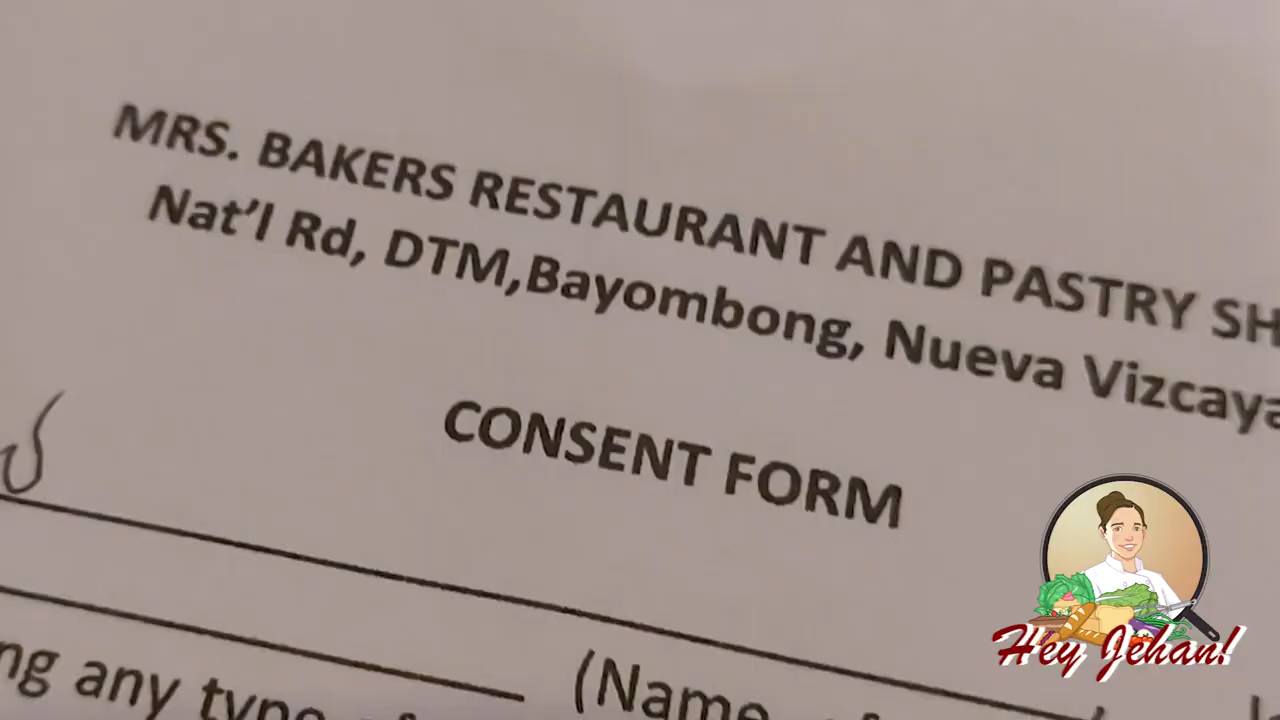 MRS. BAKERS RESTAURANT AND PASTRY SH
Nat'l Rd, DTM,Bayombong, Nueva Vizcaya
CONSENT FORM
ng any type
(Name
Hey Jehan!